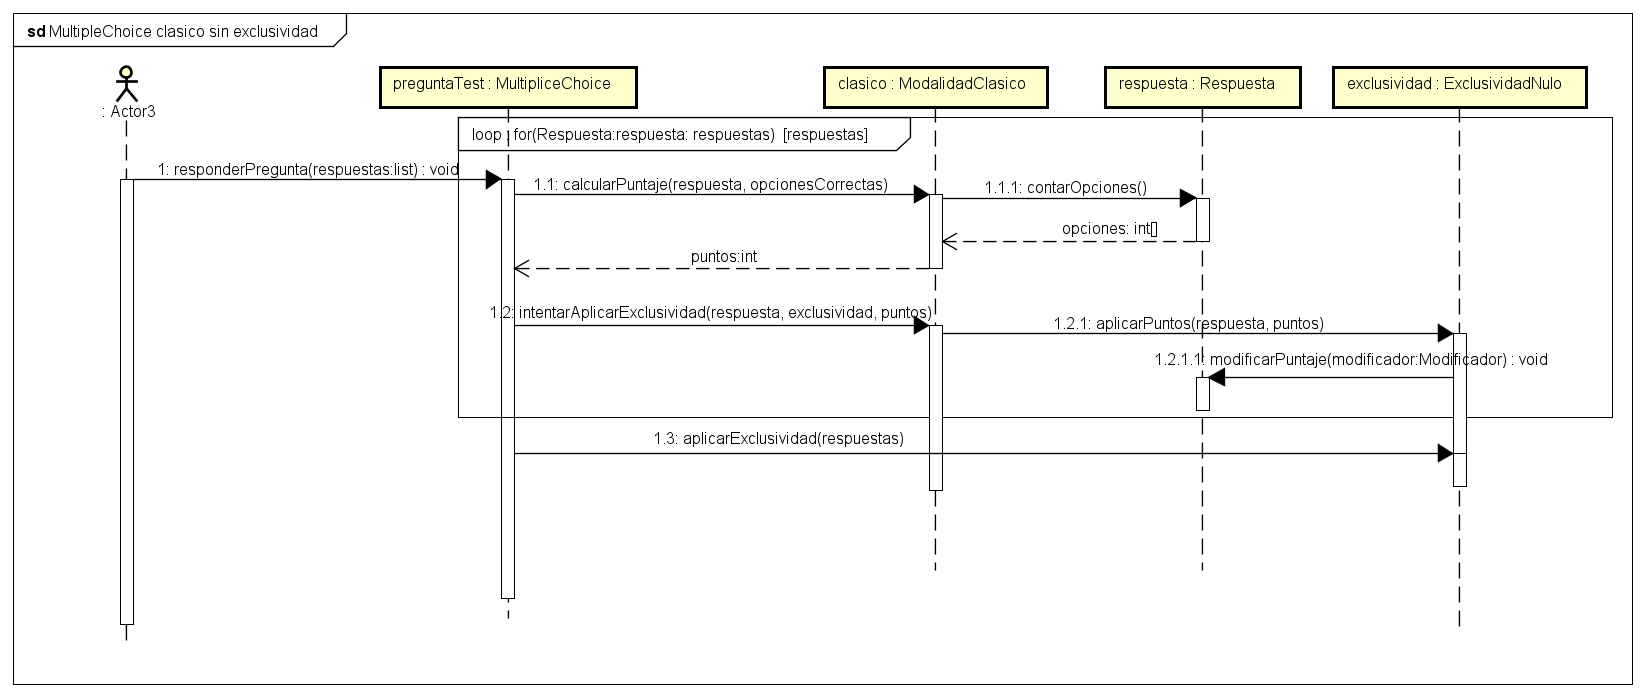 sd MultipleChoice clasico sin exclusividad
: Actor3
preguntaTest : MultipliceChoice
clasico : ModalidadClasico
respuesta : Respuesta
exclusividad : ExclusividadNulo
loop : for(Respuesta:respuesta: respuestas) [respuestas]
1: responderPregunta(respuestas:list) : void
1.1: calcularPuntaje(respuesta, opcionesCorrectas)
1.1.1: contarOpciones()
opciones: int[]
puntos:int
1.2: intentarAplicarExclusividad(respuesta, exclusividad, puntos)
1.2.1: aplicarPuntos(respuesta, puntos)
1.2.1.1: modificarPuntaje(modificador:Modificador) : void
1.3: aplicarExclusividad(respuestas)